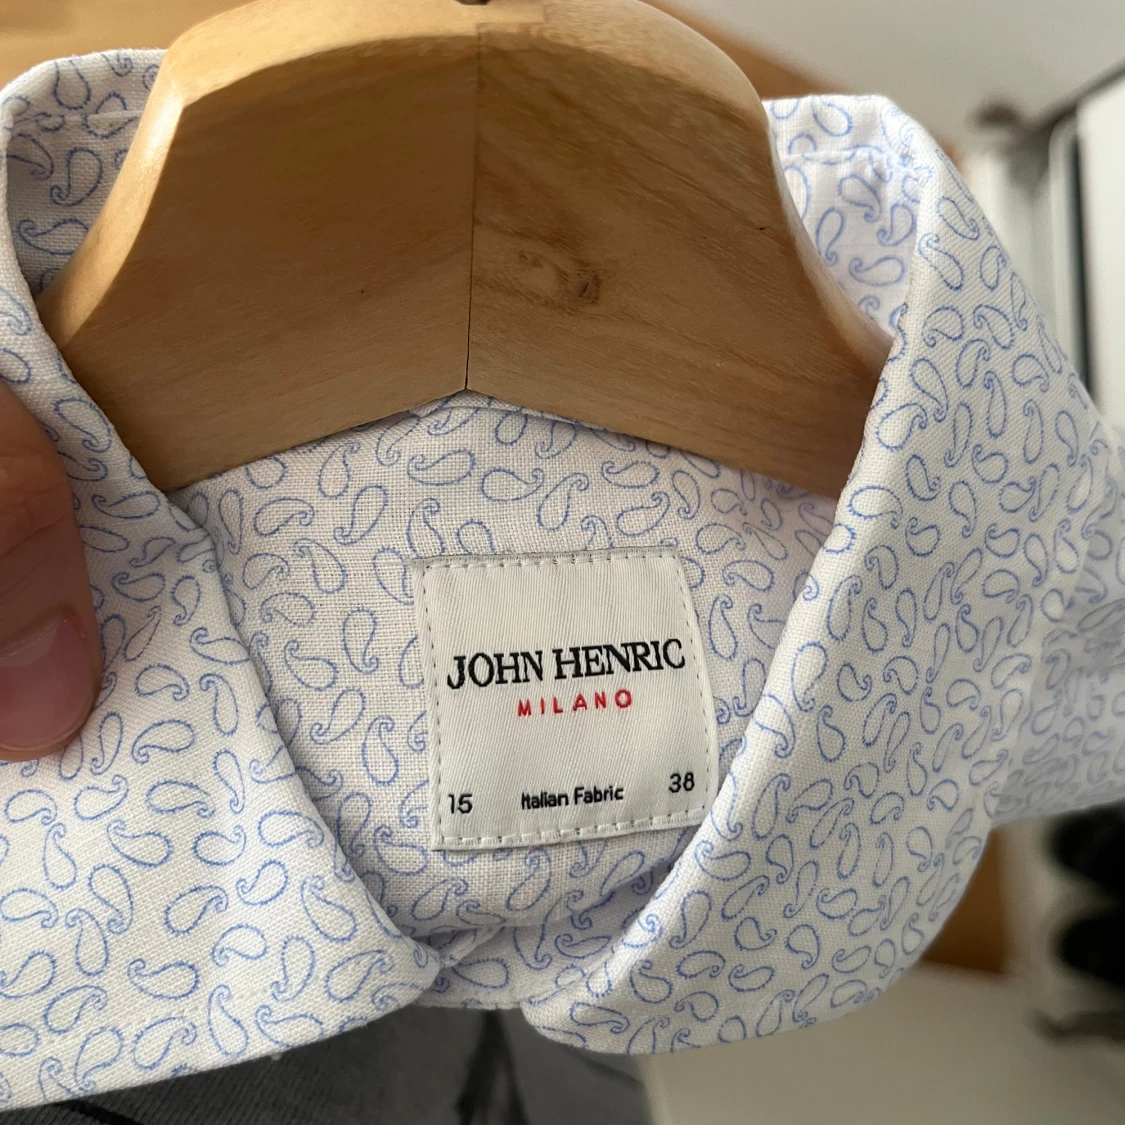 JOHN HENRIC
MILANO
15 Italian Fabric 38